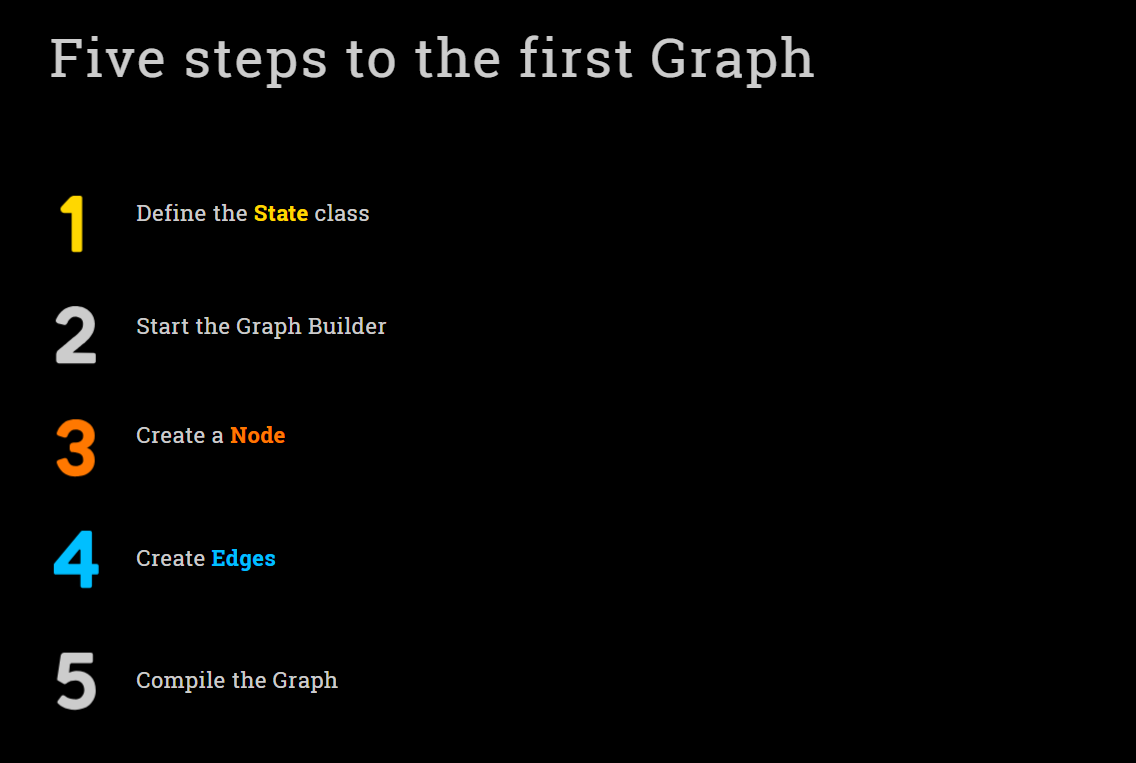 Five steps to the first Graph
1 Define the State class
2 Start the Graph Builder
3 Create a Node
4 Create Edges
5 Compile the Graph